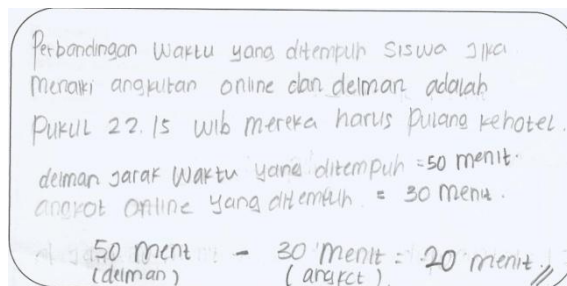 Perbandingan waktu yang ditempuh siswa jika
menaiki angkutan online dan delman adalah
Pukul 22.15 wib mereka harus pulang kehotel.
delman jarak waktu yang ditempuh = 50 menit.
angkot online yang ditempuh = 30 menit.
50 menit - 30 menit = 20 menit.
(delman) (angkot)